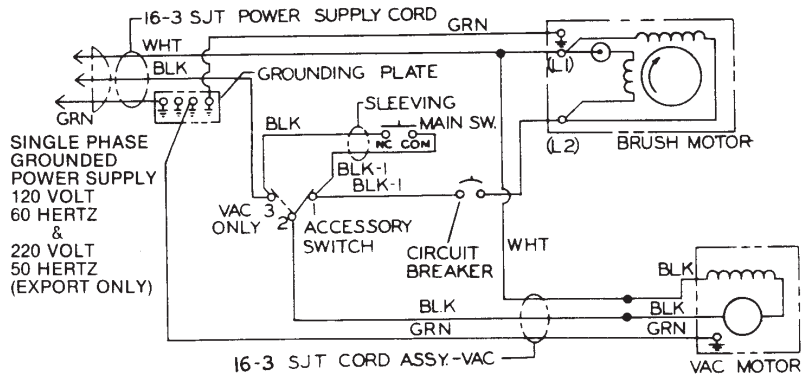 16-3 SJT POWER SUPPLY CORD
GRN
WHT
BLK
(L1)
GROUNDING PLATE
GRN
SLEEVING
BLK
MAIN SW.
NC COM
BRUSH MOTOR
(L2)
SINGLE PHASE
GROUNDED
POWER SUPPLY
120 VOLT
60 HERTZ
&
220 VOLT
50 HERTZ
(EXPORT ONLY)
BLK-1
BLK-1
VAC 3
ONLY 2
1
ACCESSORY
SWITCH
CIRCUIT
BREAKER
WHT
BLK
BLK
BLK
GRN
GRN
16-3 SJT CORD ASSY.-VAC
VAC MOTOR